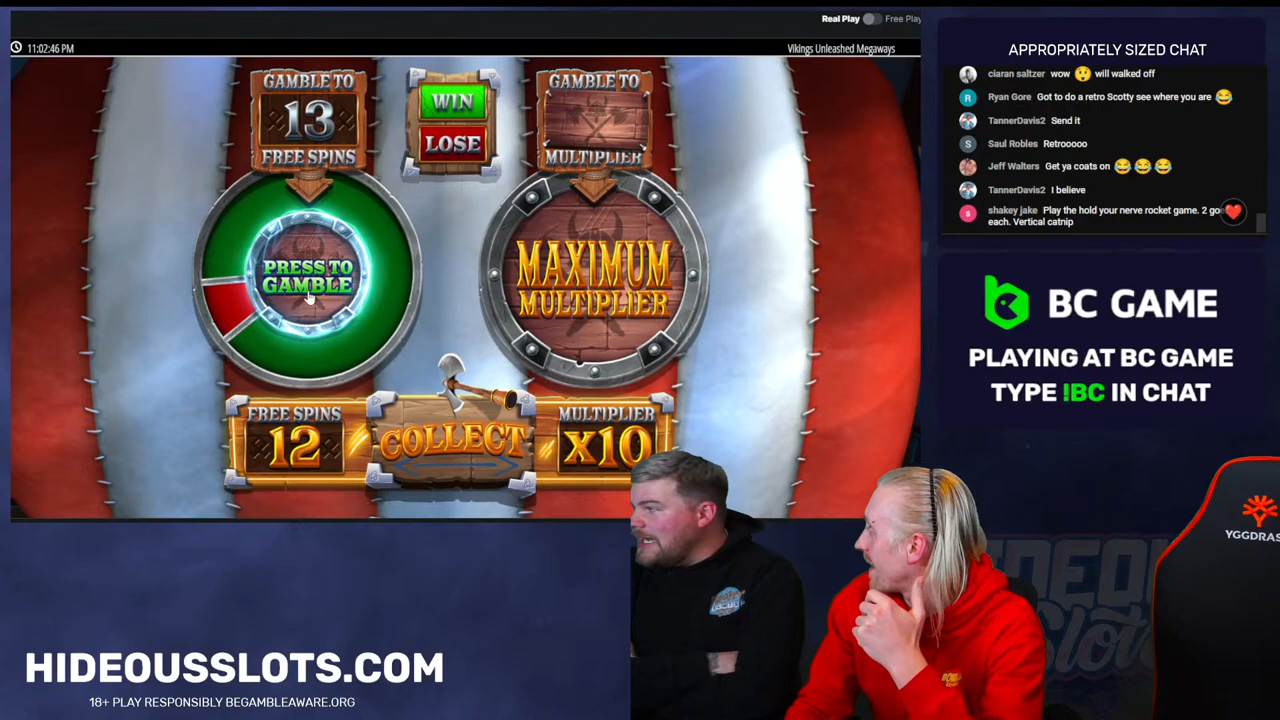 Real Play
Free Play
11:02:46 PM
Vikings Unleashed Megaways
GAMBLE TO
13
FREE SPINS
WIN
LOSE
GAMBLE TO
MULTIPLIER
PRESS TO
GAMBLE
MAXIMUM
MULTIPLIER
FREE SPINS
12
COLLECT
MULTIPLIER
X10
APPROPRIATELY SIZED CHAT
ciaran saltzer wow 😲 will walked off
Ryan Gore Got to do a retro Scotty see where you are 😂
TannerDavis2 Send it
Saul Robles Retrooooo
Jeff Walters Get ya coats on 😂 😂 😂
TannerDavis2 I believe
shakey jake Play the hold your nerve rocket game. 2 go
each. Vertical catnip
BC GAME
PLAYING AT BC GAME
TYPE !BC IN CHAT
YGGDRAS
HIDEOUSSLOTS.COM
18+ PLAY RESPONSIBLY BEGAMBLEAWARE.ORG